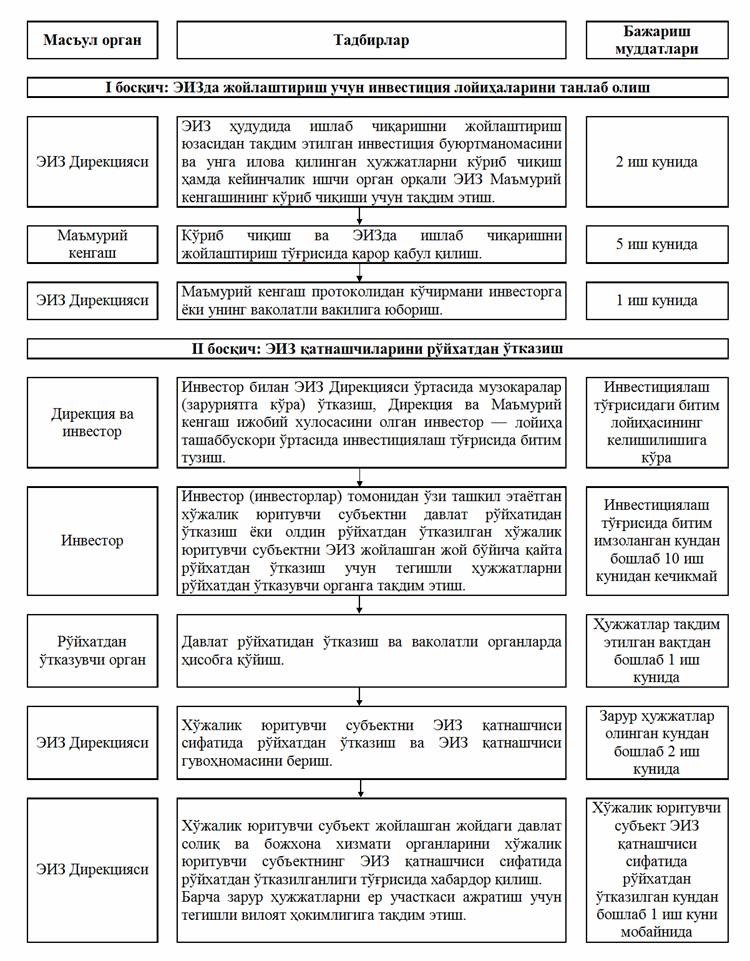 Масъул орган
Тадбирлар
Бажариш
муддатлари
I босқич: ЭИЗда жойлаштириш учун инвестиция лойиҳаларини танлаб олиш
ЭИЗ Дирекцияси
ЭИЗ ҳудудида ишлаб чиқаришни жойлаштириш
юзасидан тақдим этилган инвестиция буюртманомасини
ва унга илова қилинган ҳужжатларни кўриб чиқиш
ҳамда кейинчалик ишчи орган орқали ЭИЗ Маъмурий
кенгашининг кўриб чиқиши учун тақдим этиш.
2 иш кунида
Маъмурий
кенгаш
Кўриб чиқиш ва ЭИЗда ишлаб чиқаришни
жойлаштириш тўғрисида қарор қабул қилиш.
5 иш кунида
ЭИЗ Дирекцияси
Маъмурий кенгаш протоколидан кўчирмани инвесторга
ёки унинг ваколатли вакилига юбориш.
1 иш кунида
II босқич: ЭИЗ қатнашчиларини рўйхатдан ўтказиш
Дирекция ва
инвестор
Инвестор билан ЭИЗ Дирекцияси ўртасида музокаралар
(заруриятга кўра) ўтказиш, Дирекция ва Маъмурий
кенгаш ижобий хулосасини олган инвестор — лойиҳа
ташаббускори ўртасида инвестициялаш тўғрисида битим
тузиш.
Инвестициялаш
тўғрисидаги битим
лойиҳасининг
келишилишига
кўра
Инвестор
Инвестор (инвесторлар) томонидан ўзи ташкил этаётган
хўжалик юритувчи субъектни давлат рўйхатидан
ўтказиш ёки олдин рўйхатдан ўтказилган хўжалик
юритувчи субъектни ЭИЗ жойлашган жой бўйича қайта
рўйхатдан ўтказиш учун тегишли ҳужжатларни
рўйхатдан ўтказувчи органга тақдим этиш.
Инвестициялаш
тўғрисида битим
имзоланган кундан
бошлаб 10 иш
кунидан кечикмай
Рўйхатдан
ўтказувчи орган
Давлат рўйхатидан ўтказиш ва ваколатли органларда
ҳисобга қўйиш.
Ҳужжатлар тақдим
этилган вақтдан
бошлаб 1 иш
кунида
ЭИЗ Дирекцияси
Хўжалик юритувчи субъектни ЭИЗ қатнашчиси
сифатида рўйхатдан ўтказиш ва ЭИЗ қатнашчиси
гувоҳномасини бериш.
Зарур ҳужжатлар
олинган кундан
бошлаб 2 иш
кунида
ЭИЗ Дирекцияси
Хўжалик юритувчи субъект жойлашган жойдаги давлат
солиқ ва божхона хизмати органларини хўжалик
юритувчи субъектнинг ЭИЗ қатнашчиси сифатида
рўйхатдан ўтказилганлиги тўғрисида хабардор қилиш.
Барча зарур ҳужжатларни ер участкаси ажратиш учун
тегишли вилоят ҳокимлигига тақдим этиш.
Хўжалик юритувчи
субъект ЭИЗ
қатнашчиси
сифатида
рўйхатдан
ўтказилган кундан
бошлаб 1 иш куни
мобайнида